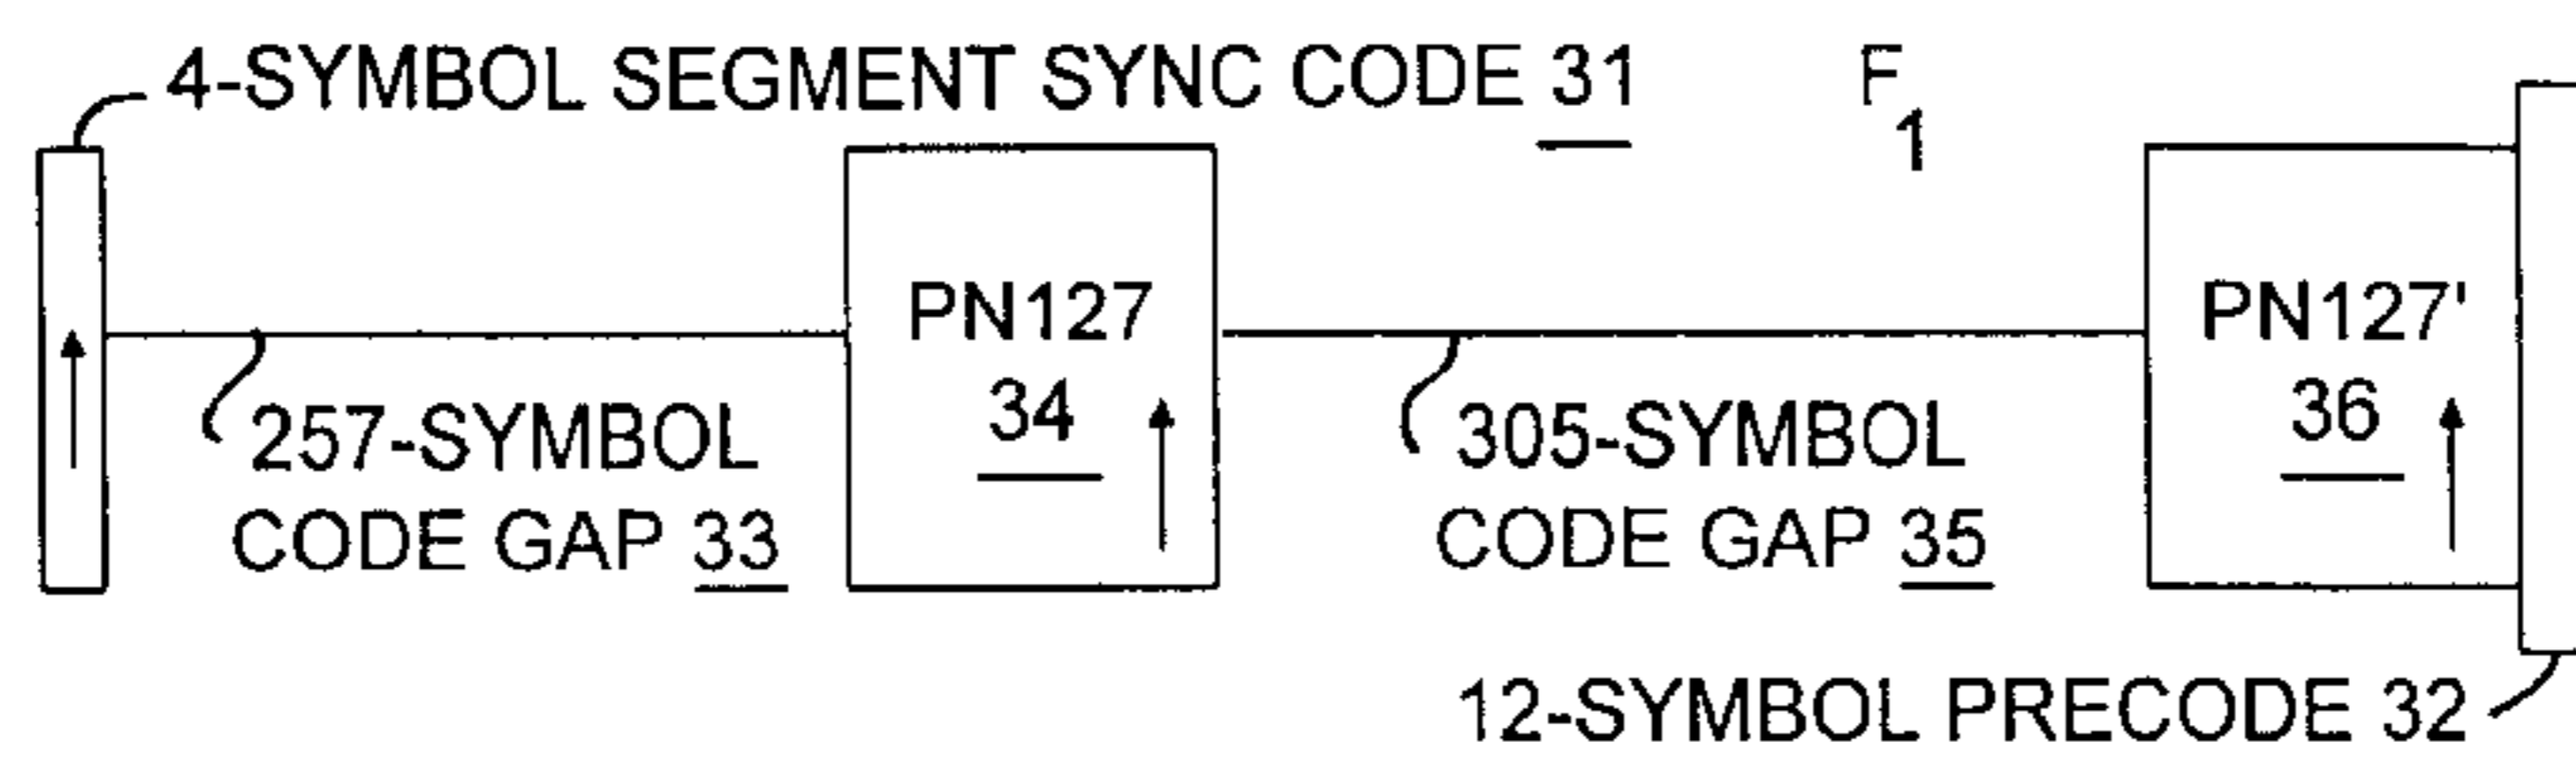 4-SYMBOL SEGMENT SYNC CODE 31
F1
PN127
34
PN127'
36
257-SYMBOL
CODE GAP 33
305-SYMBOL
CODE GAP 35
12-SYMBOL PRECODE 32